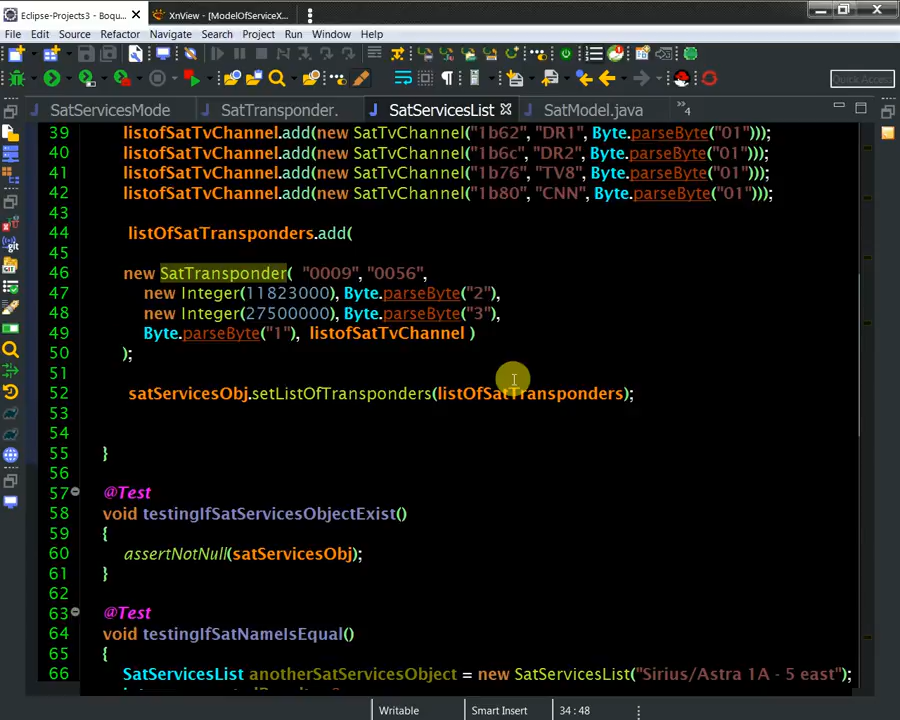 Eclipse-Projects3 - Boqu...
XnView - [ModelOfServiceX...
File Edit Source Refactor Navigate Search Project Run Window Help
Quick Access
SatServicesMode SatTransponder. SatServicesList SatModel.java »4
39 listofSatTvChannel.add(new SatTvChannel("1b62", "DR1", Byte.parseByte("01")));
40 listofSatTvChannel.add(new SatTvChannel("1b6c", "DR2", Byte.parseByte("01")));
41 listofSatTvChannel.add(new SatTvChannel("1b76", "TV8", Byte.parseByte("01")));
42 listofSatTvChannel.add(new SatTvChannel("1b80", "CNN", Byte.parseByte("01")));
43
44 listOfSatTransponders.add(
45
46 new SatTransponder( "0009", "0056",
47 new Integer(11823000), Byte.parseByte("2"),
48 new Integer(27500000), Byte.parseByte("3"),
49 Byte.parseByte("1"), listofSatTvChannel )
50 );
51
52 satServicesObj.setListOfTransponders(listOfSatTransponders);
53
54
55 }
56
57 @Test
58 void testingIfSatServicesObjectExist()
59 {
60 assertNotNull(satServicesObj);
61 }
62
63 @Test
64 void testingIfSatNameIsEqual()
65 {
66 SatServicesList anotherSatServicesObject = new SatServicesList("Sirius/Astra 1A - 5 east");
Writable Smart Insert 34 : 48